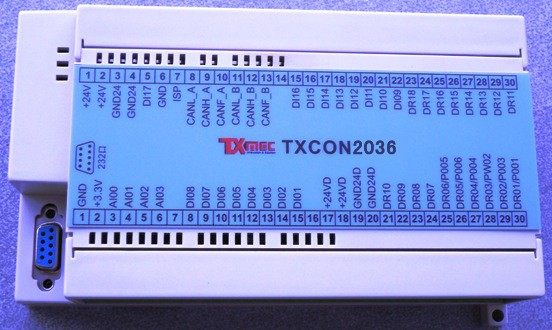 1 2 3 4 5 6 7 8 9 10 11 12 13 14 15 16 17 18 19 20 21 22 23 24 25 26 27 28 29 30
+24V +24V GND24 GND24 DI17 GND ISP CANL_A CANH_A CANF_A CANL_B CANH_B CANF_B DI16 DI15 DI14 DI13 DI12 DI11 DI10 DI09 DR18 DR17 DR16 DR15 DR14 DR13 DR12 DR11
TXmec TXCON2036
232口
GND +3.3V AI00 AI01 AI02 AI03 DI08 DI07 DI06 DI05 DI04 DI03 DI02 DI01 +24VD +24VD GND24D GND24D DR10 DR09 DR08 DR07 DR06/P005 DR05/P006 DR04/P004 DR03/PW02 DR02/P003 DR01/P001
1 2 3 4 5 6 7 8 9 10 11 12 13 14 15 16 17 18 19 20 21 22 23 24 25 26 27 28 29 30